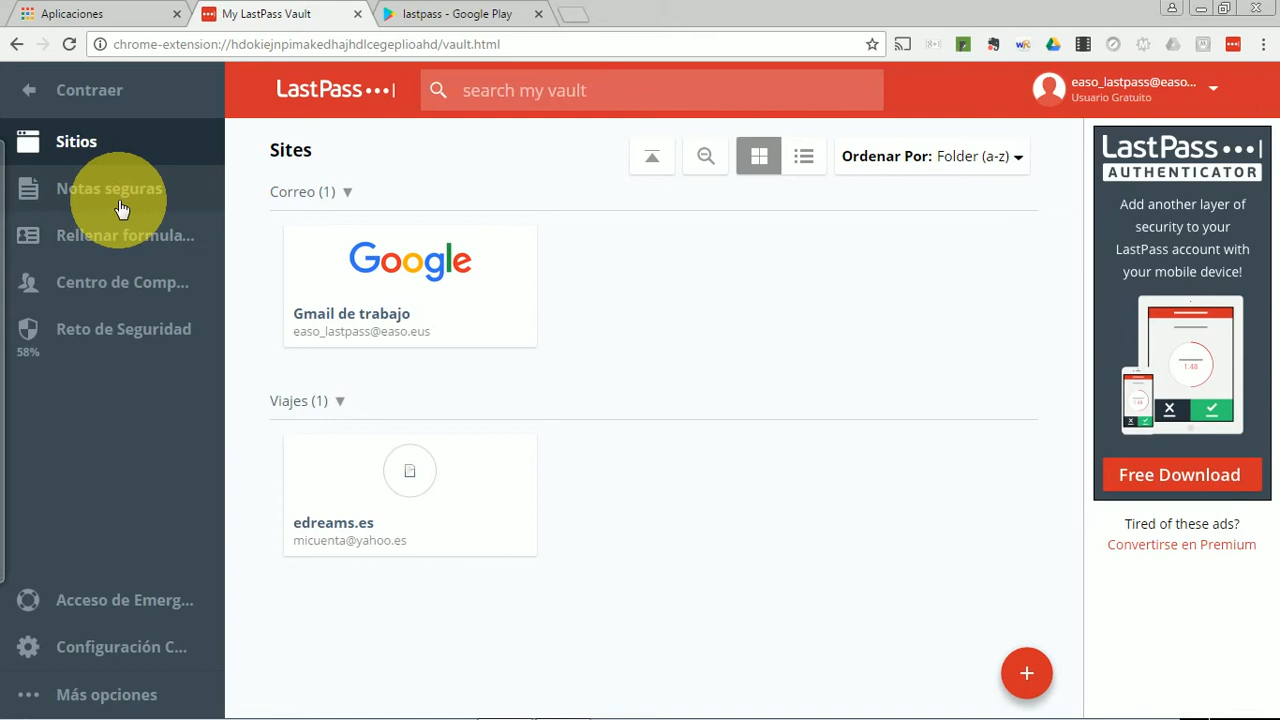 Aplicaciones
My LastPass Vault
lastpass - Google Play
chrome-extension://hdokiejnpimakedhajhdlcegeplioahd/vault.html
Contraer
LastPass
search my vault
easo_lastpass@easo...
Usuario Gratuito
Sitios
Notas seguras
Rellenar formula...
Centro de Comp...
Reto de Seguridad
58%
Acceso de Emerg...
Configuración C...
Más opciones
Sites
Ordenar Por: Folder (a-z)
Correo (1)
Google
Gmail de trabajo
easo_lastpass@easo.eus
Viajes (1)
edreams.es
micuenta@yahoo.es
+
LastPass
AUTHENTICATOR
Add another layer of
security to your
LastPass account with
your mobile device!
1:48
Free Download
Tired of these ads?
Convertirse en Premium